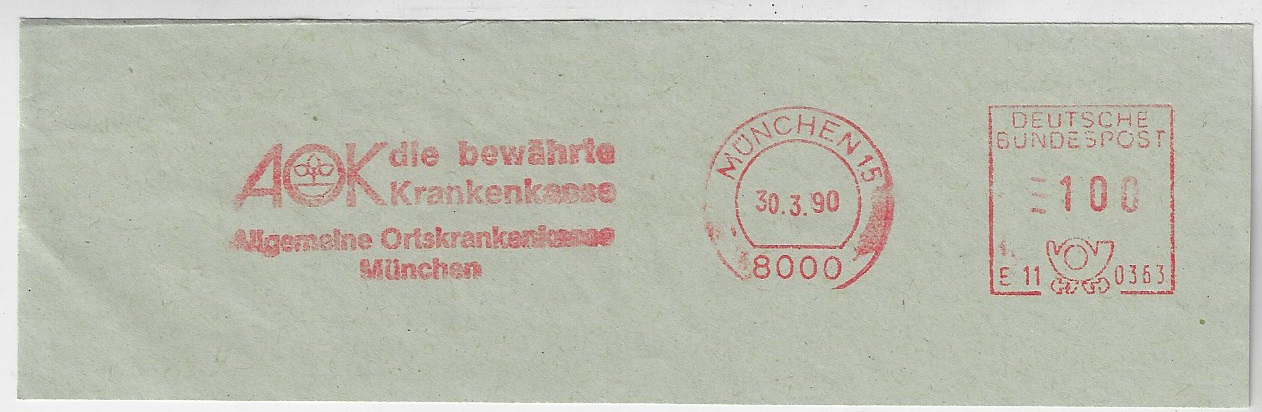 AOK die bewährte
Krankenkasse
Allgemeine Ortskrankenkasse
München
MÜNCHEN 15
30.3.90
8000
DEUTSCHE
BUNDESPOST
100
E 11 0363